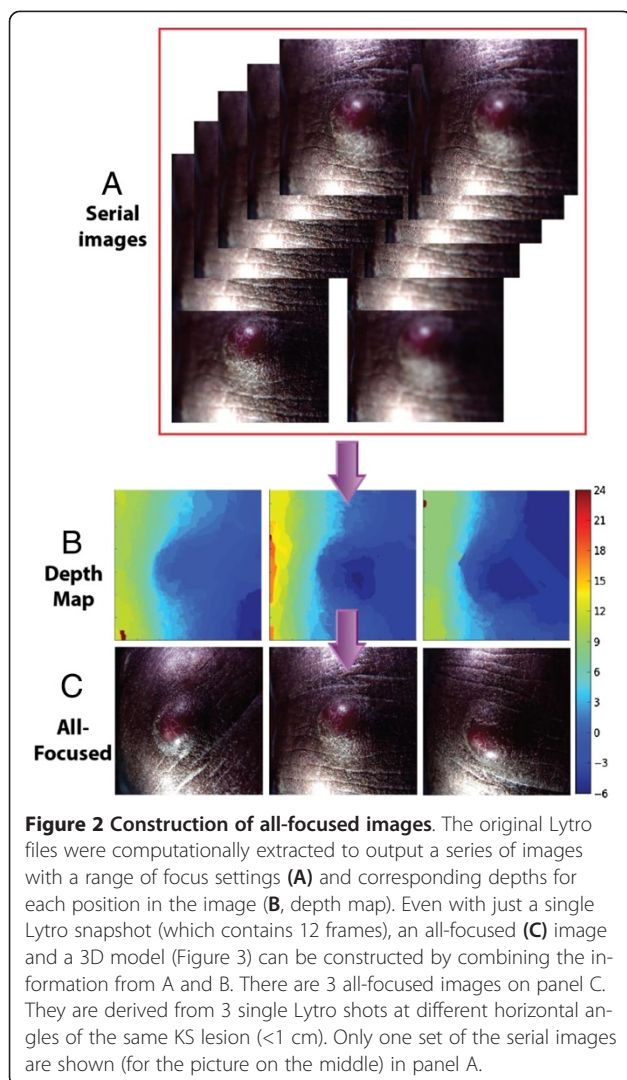 A
Serial
images
B
Depth
Map
24
21
18
15
12
9
6
3
0
−3
−6
C
All-
Focused
Figure 2 Construction of all-focused images. The original Lytro
files were computationally extracted to output a series of images
with a range of focus settings (A) and corresponding depths for
each position in the image (B, depth map). Even with just a single
Lytro snapshot (which contains 12 frames), an all-focused (C) image
and a 3D model (Figure 3) can be constructed by combining the in-
formation from A and B. There are 3 all-focused images on panel C.
They are derived from 3 single Lytro shots at different horizontal an-
gles of the same KS lesion (<1 cm). Only one set of the serial images
are shown (for the picture on the middle) in panel A.